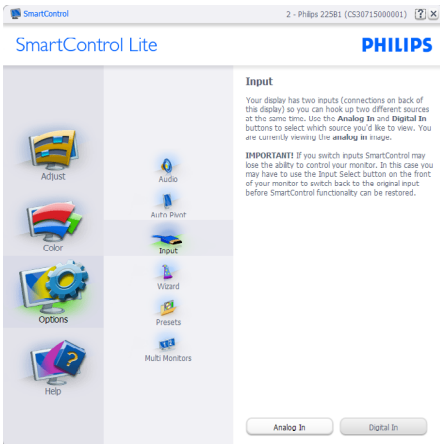 SmartControl
2 - Philips 225B1 (CS30715000001)
?
SmartControl Lite
PHILIPS
Adjust
Color
Options
Help
Audio
Auto Pivot
Input
Wizard
Presets
Multi Monitors
Input
Your display has two inputs (connections on back of
this display) so you can hook up two different sources
at the same time. Use the Analog In and Digital In
buttons to select which source you'd like to view. You
are currently viewing the analog in image.
IMPORTANT! If you switch inputs SmartControl may
lose the ability to control your monitor. In this case you
may have to use the Input Select button on the front
of your monitor to switch back to the original input
before SmartControl functionality can be restored.
Analog In
Digital In